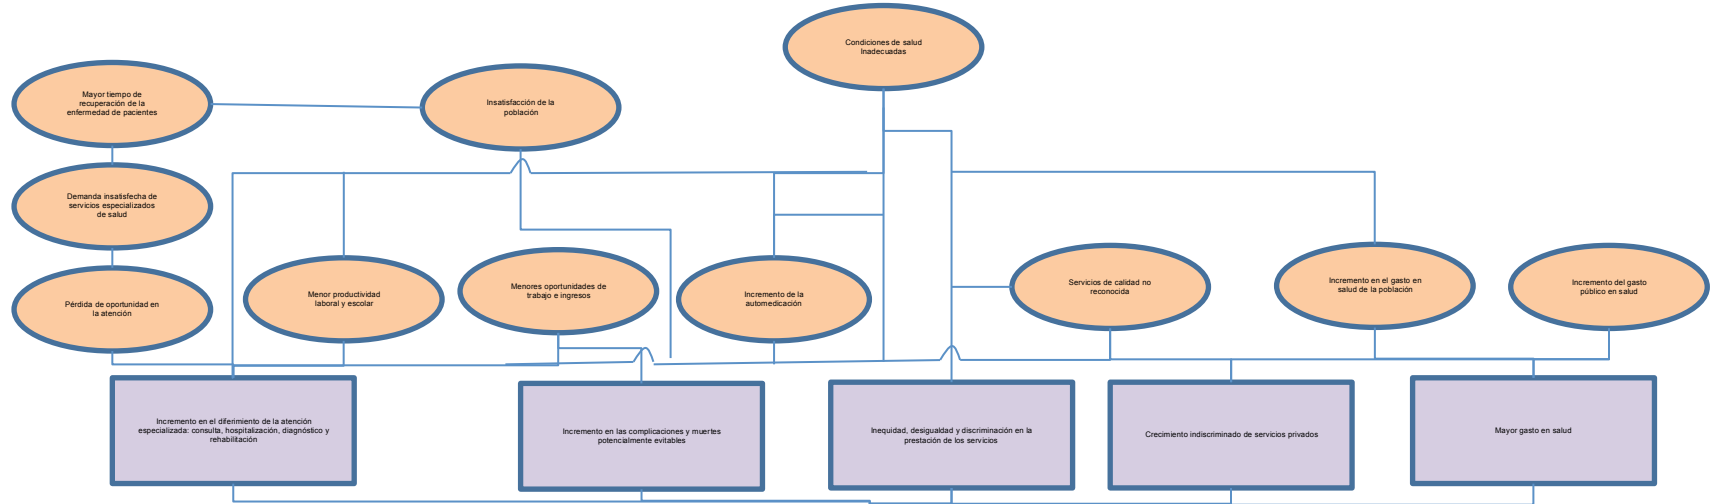 Condiciones de salud
Inadecuadas
Mayor tiempo de
recuperación de la
enfermedad de pacientes
Insatisfacción de la
población
Demanda insatisfecha de
servicios especializados
de salud
Pérdida de oportunidad en
la atención
Menor productividad
laboral y escolar
Menores oportunidades de
trabajo e ingresos
Incremento de la
automedicación
Servicios de calidad no
reconocida
Incremento en el gasto en
salud de la población
Incremento del gasto
público en salud
Incremento en el diferimiento de la atención
especializada: consulta, hospitalización, diagnóstico y
rehabilitación
Incremento en las complicaciones y muertes
potencialmente evitables
Inequidad, desigualdad y discriminación en la
prestación de los servicios
Crecimiento indiscriminado de servicios privados
Mayor gasto en salud